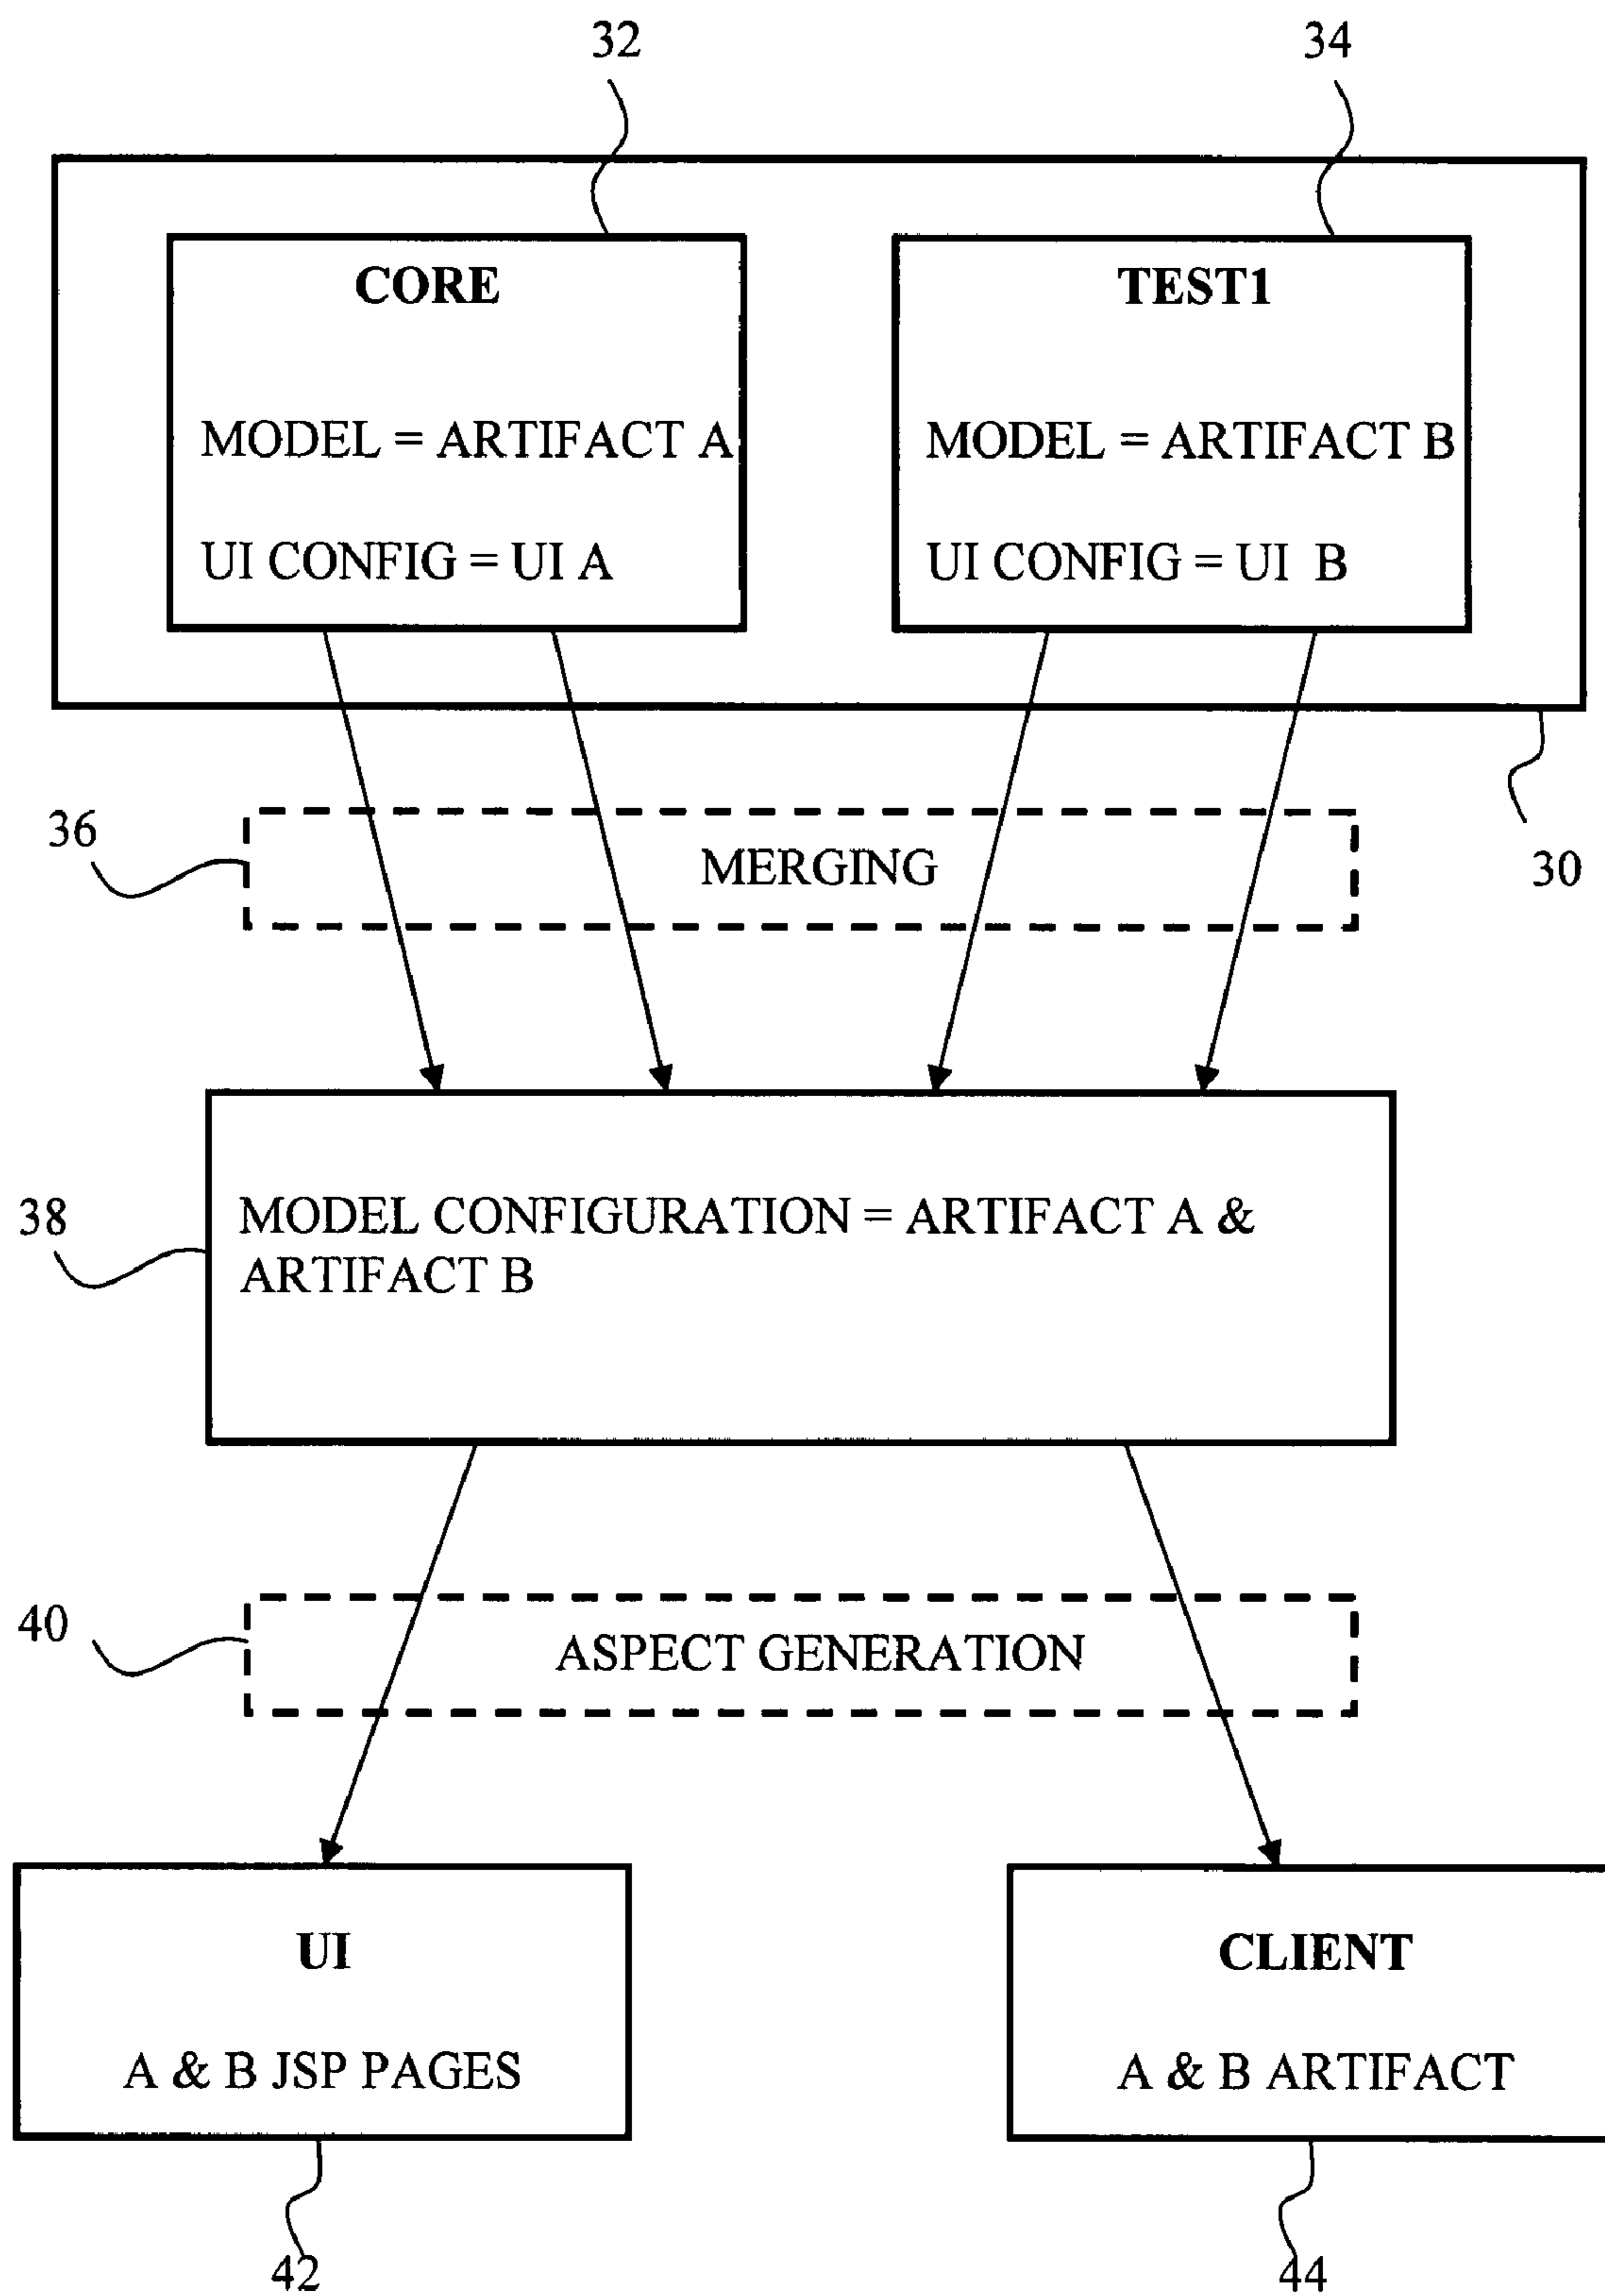 32
34
CORE
MODEL = ARTIFACT A
UI CONFIG = UI A
TEST1
MODEL = ARTIFACT B
UI CONFIG = UI B
36
MERGING
30
38
MODEL CONFIGURATION = ARTIFACT A &
ARTIFACT B
40
ASPECT GENERATION
UI
A & B JSP PAGES
CLIENT
A & B ARTIFACT
42
44